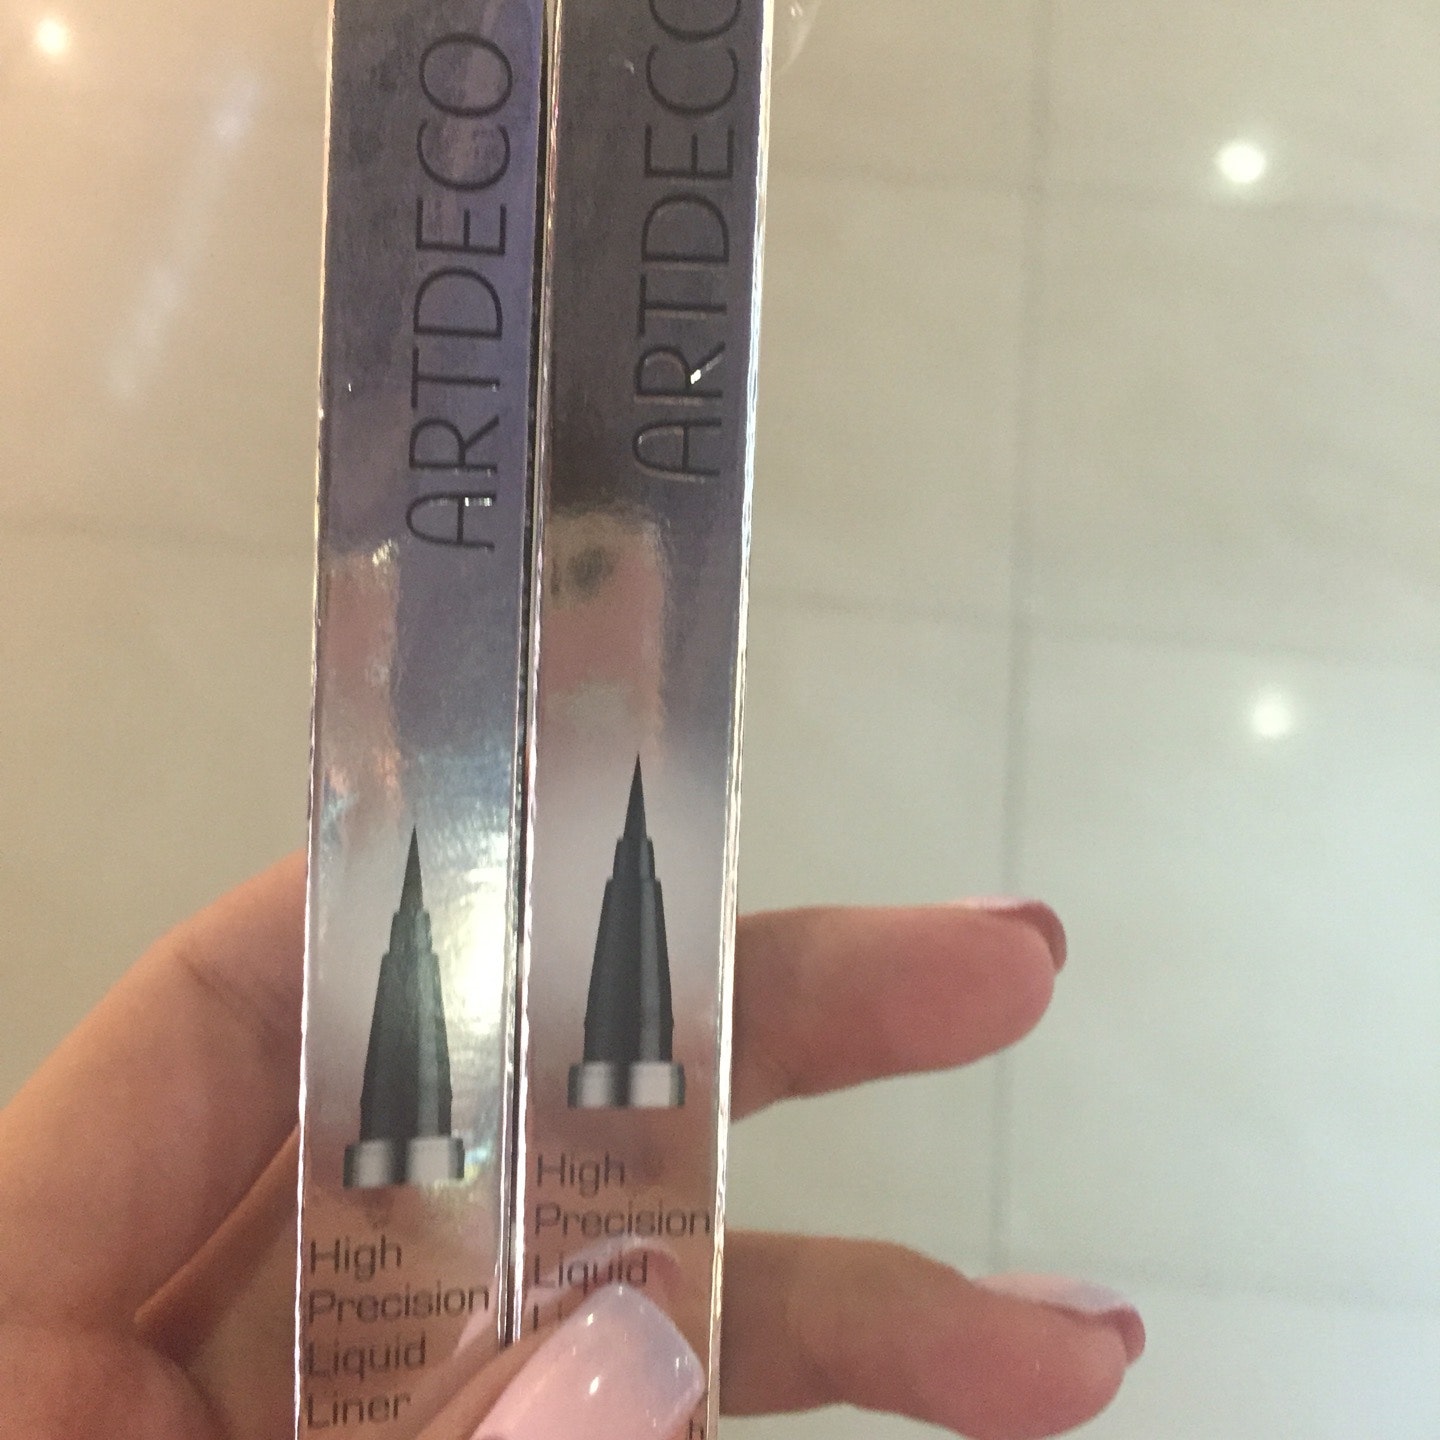 ARTDECO
High
Precision
Liquid
Liner
ARTDECO
High
Precision
Liquid